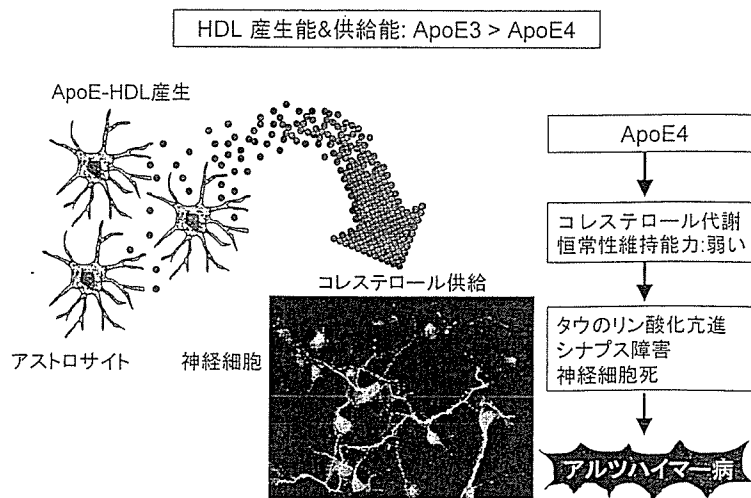 HDL 産生能&供給能: ApoE3 > ApoE4
ApoE-HDL産生
アストロサイト
神経細胞
コレステロール供給
ApoE4
コレステロール代謝
恒常性維持能力:弱い
タウのリン酸化亢進
シナプス障害
神経細胞死
アルツハイマー病